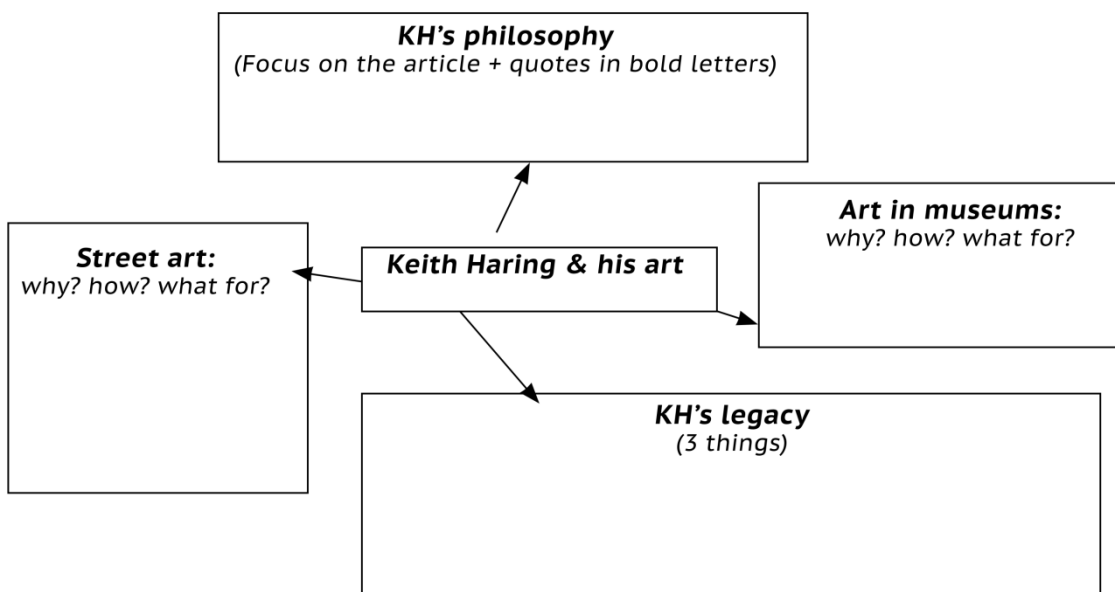 KH’s philosophy
(Focus on the article + quotes in bold letters)
Art in museums:
why? how? what for?
Street art:
why? how? what for?
Keith Haring & his art
KH’s legacy
(3 things)